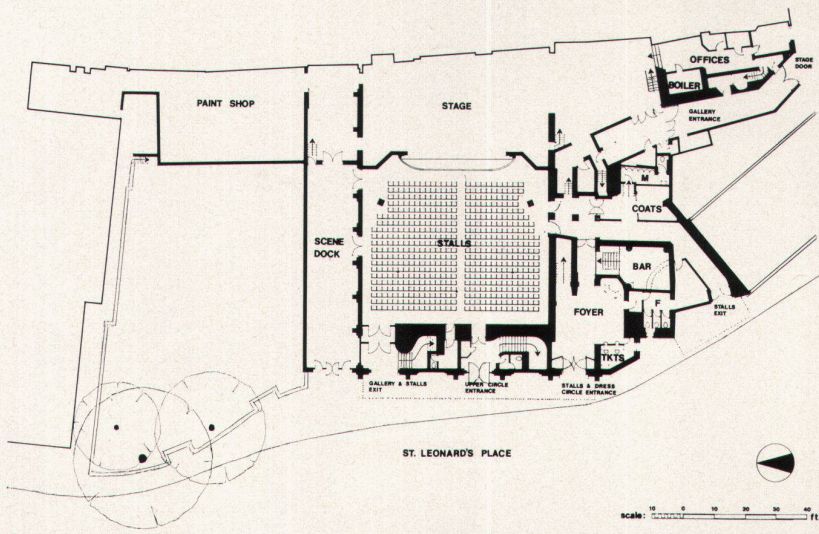 OFFICES
STAGE
DOOR
BOILER
PAINT SHOP
STAGE
GALLERY
ENTRANCE
M
COATS
SCENE
DOCK
STALLS
BAR
FOYER
F
STALLS
EXIT
TKTS
GALLERY & STALLS
EXIT
UPPER CIRCLE
ENTRANCE
STALLS & DRESS
CIRCLE ENTRANCE
ST. LEONARD'S PLACE
scale: 10 0 10 20 30 40 ft